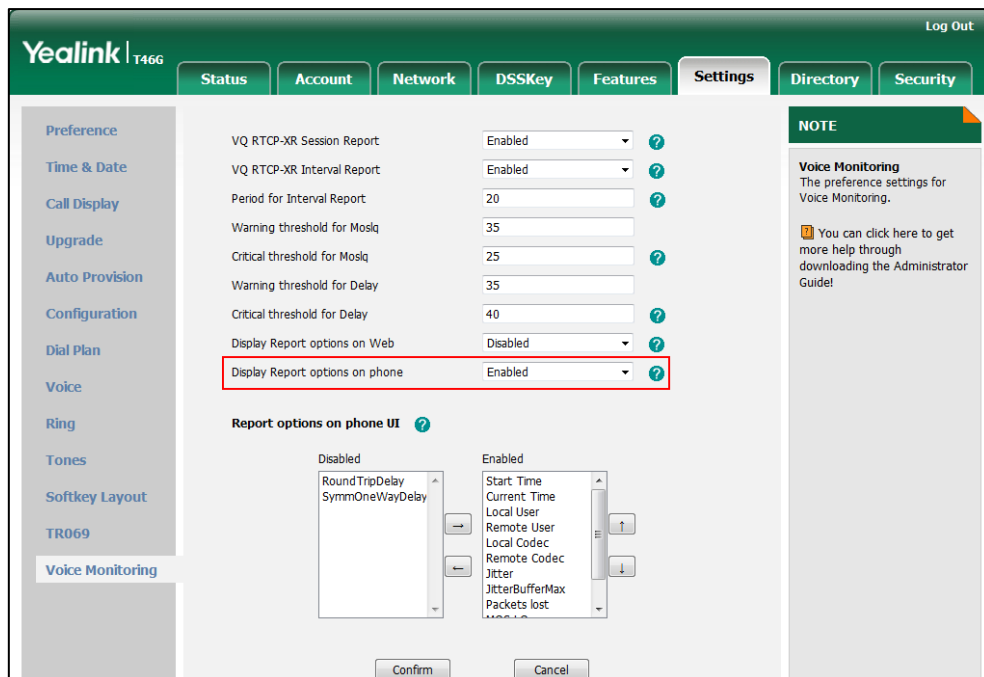 Log Out
Yealink | T46G
Status Account Network DSSKey Features Settings Directory Security
Preference
Time & Date
Call Display
Upgrade
Auto Provision
Configuration
Dial Plan
Voice
Ring
Tones
Softkey Layout
TR069
Voice Monitoring
VQ RTCP-XR Session Report Enabled ?
VQ RTCP-XR Interval Report Enabled ?
Period for Interval Report 20 ?
Warning threshold for Moslq 35
Critical threshold for Moslq 25 ?
Warning threshold for Delay 35
Critical threshold for Delay 40 ?
Display Report options on Web Disabled ?
Display Report options on phone Enabled ?
Report options on phone UI ?
Disabled
RoundTripDelay
SymmOneWayDelay
→
←
Enabled
Start Time
Current Time
Local User
Remote User
Local Codec
Remote Codec
Jitter
JitterBufferMax
Packets lost
↑
↓
Confirm Cancel
NOTE
Voice Monitoring
The preference settings for
Voice Monitoring.
? You can click here to get
more help through
downloading the Administrator
Guide!